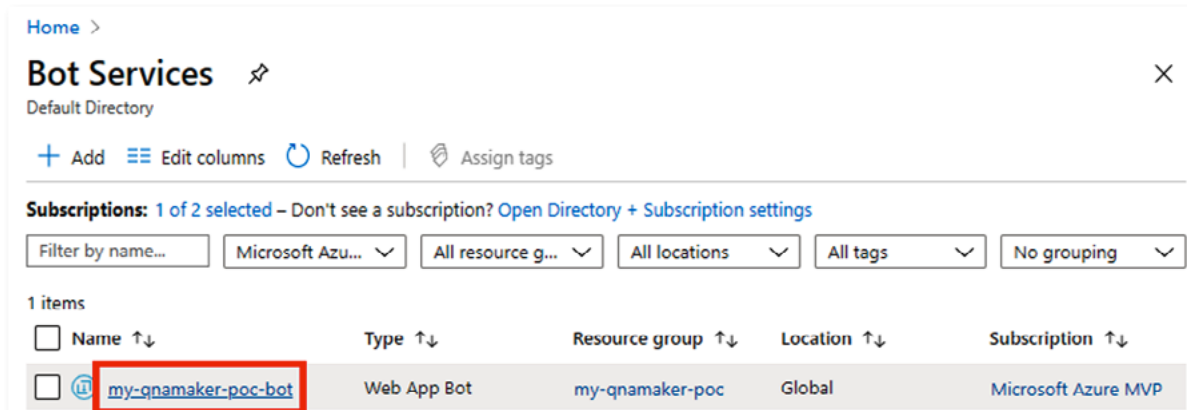 Home >
Bot Services
Default Directory
+ Add Edit columns Refresh Assign tags
Subscriptions: 1 of 2 selected – Don't see a subscription? Open Directory + Subscription settings
Filter by name... Microsoft Azu... All resource g... All locations All tags No grouping
1 items
Name ↑↓ Type ↑↓ Resource group ↑↓ Location ↑↓ Subscription ↑↓
my-qnamaker-poc-bot Web App Bot my-qnamaker-poc Global Microsoft Azure MVP